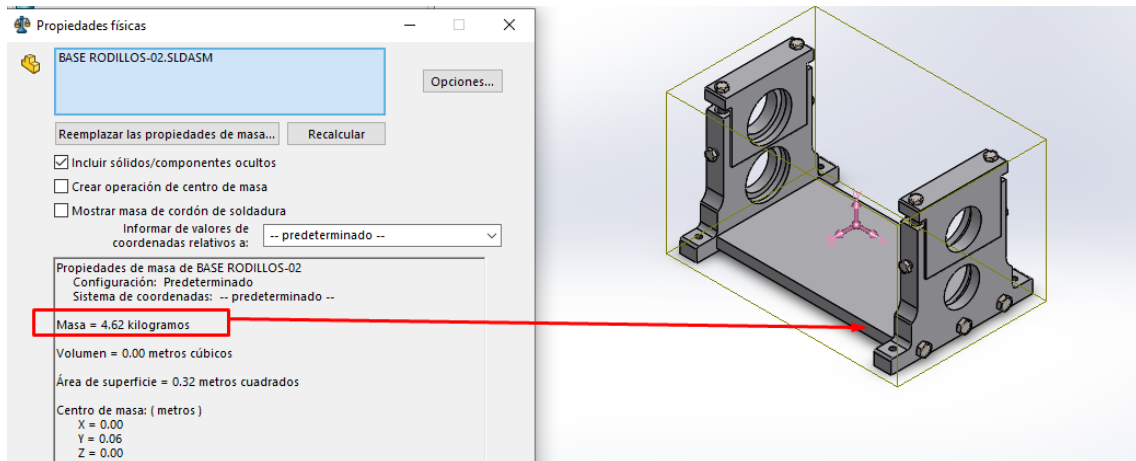 Propiedades físicas
BASE RODILLOS-02.SLDASM
Opciones...
Reemplazar las propiedades de masa...
Recalcular
Incluir sólidos/componentes ocultos
Crear operación de centro de masa
Mostrar masa de cordón de soldadura
Informar de valores de
coordenadas relativos a:
-- predeterminado --
Propiedades de masa de BASE RODILLOS-02
Configuración: Predeterminado
Sistema de coordenadas: -- predeterminado --
Masa = 4.62 kilogramos
Volumen = 0.00 metros cúbicos
Área de superficie = 0.32 metros cuadrados
Centro de masa: ( metros )
X = 0.00
Y = 0.06
Z = 0.00